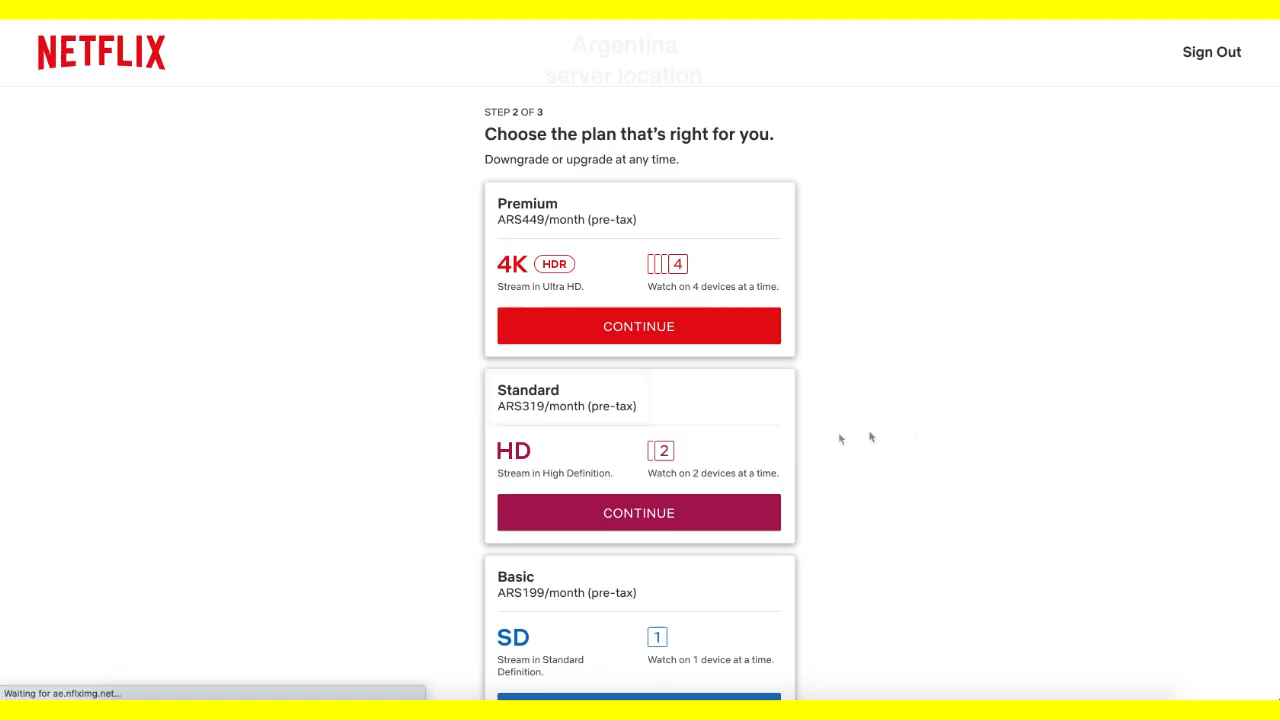 NETFLIX
Argentina
server location
Sign Out
STEP 2 OF 3
Choose the plan that's right for you.
Downgrade or upgrade at any time.
Premium
ARS449/month (pre-tax)
4K HDR
4
Stream in Ultra HD.
Watch on 4 devices at a time.
CONTINUE
Standard
ARS319/month (pre-tax)
HD
2
Stream in High Definition.
Watch on 2 devices at a time.
CONTINUE
Basic
ARS199/month (pre-tax)
SD
1
Stream in Standard
Definition.
Watch on 1 device at a time.
Waiting for ae.nflximg.net...